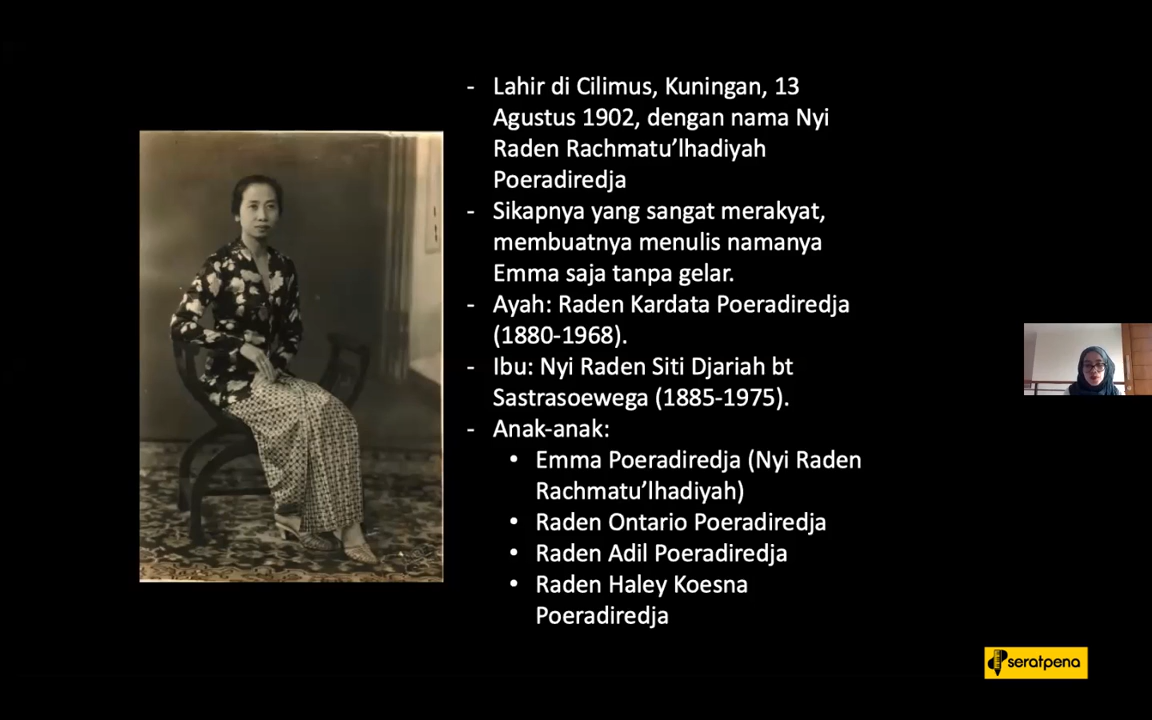 - Lahir di Cilimus, Kuningan, 13
Agustus 1902, dengan nama Nyi
Raden Rachmatu’lhadiyah
Poeradiredja
- Sikapnya yang sangat merakyat,
membuatnya menulis namanya
Emma saja tanpa gelar.
- Ayah: Raden Kardata Poeradiredja
(1880-1968).
- Ibu: Nyi Raden Siti Djariah bt
Sastrasoewega (1885-1975).
- Anak-anak:
• Emma Poeradiredja (Nyi Raden
Rachmatu’lhadiyah)
• Raden Ontario Poeradiredja
• Raden Adil Poeradiredja
• Raden Haley Koesna
Poeradiredja
seratpena